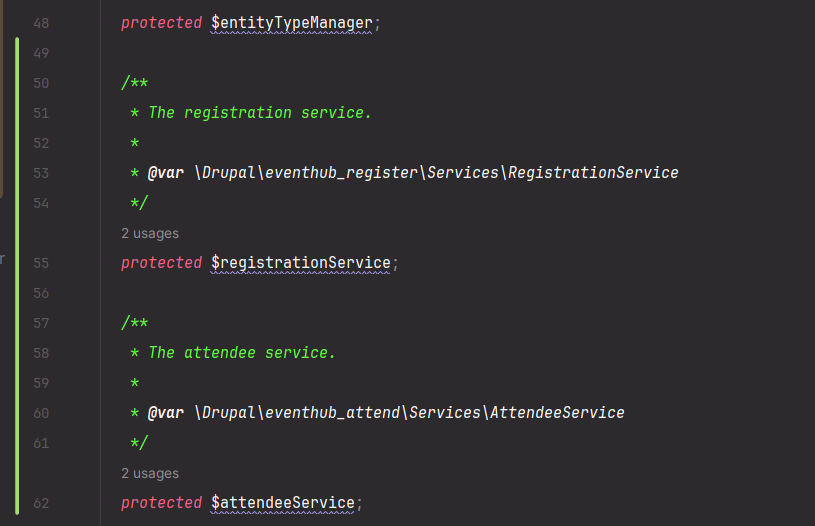 48 protected $entityTypeManager;
49
50 /**
51 * The registration service.
52 *
53 * @var \Drupal\eventhub_register\Services\RegistrationService
54 */
2 usages
r
55 protected $registrationService;
56
57 /**
58 * The attendee service.
59 *
60 * @var \Drupal\eventhub_attend\Services\AttendeeService
61 */
2 usages
62 protected $attendeeService;